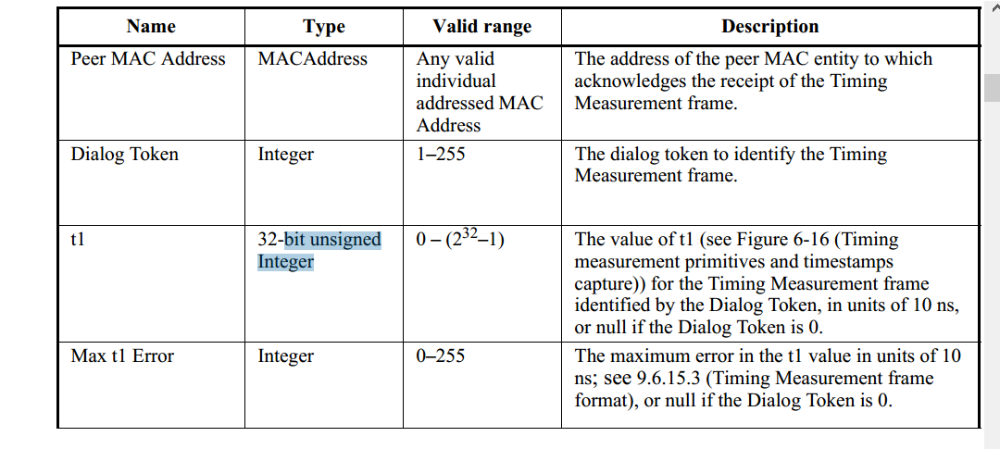 Name Type Valid range Description
Peer MAC Address MACAddress Any valid The address of the peer MAC entity to which
individual acknowledges the receipt of the Timing
addressed MAC Measurement frame.
Address
Dialog Token Integer 1–255 The dialog token to identify the Timing
Measurement frame.
t1 32-bit unsigned 0 – (2³²–1) The value of t1 (see Figure 6-16 (Timing
Integer measurement primitives and timestamps
capture)) for the Timing Measurement frame
identified by the Dialog Token, in units of 10 ns,
or null if the Dialog Token is 0.
Max t1 Error Integer 0–255 The maximum error in the t1 value in units of 10
ns; see 9.6.15.3 (Timing Measurement frame
format), or null if the Dialog Token is 0.